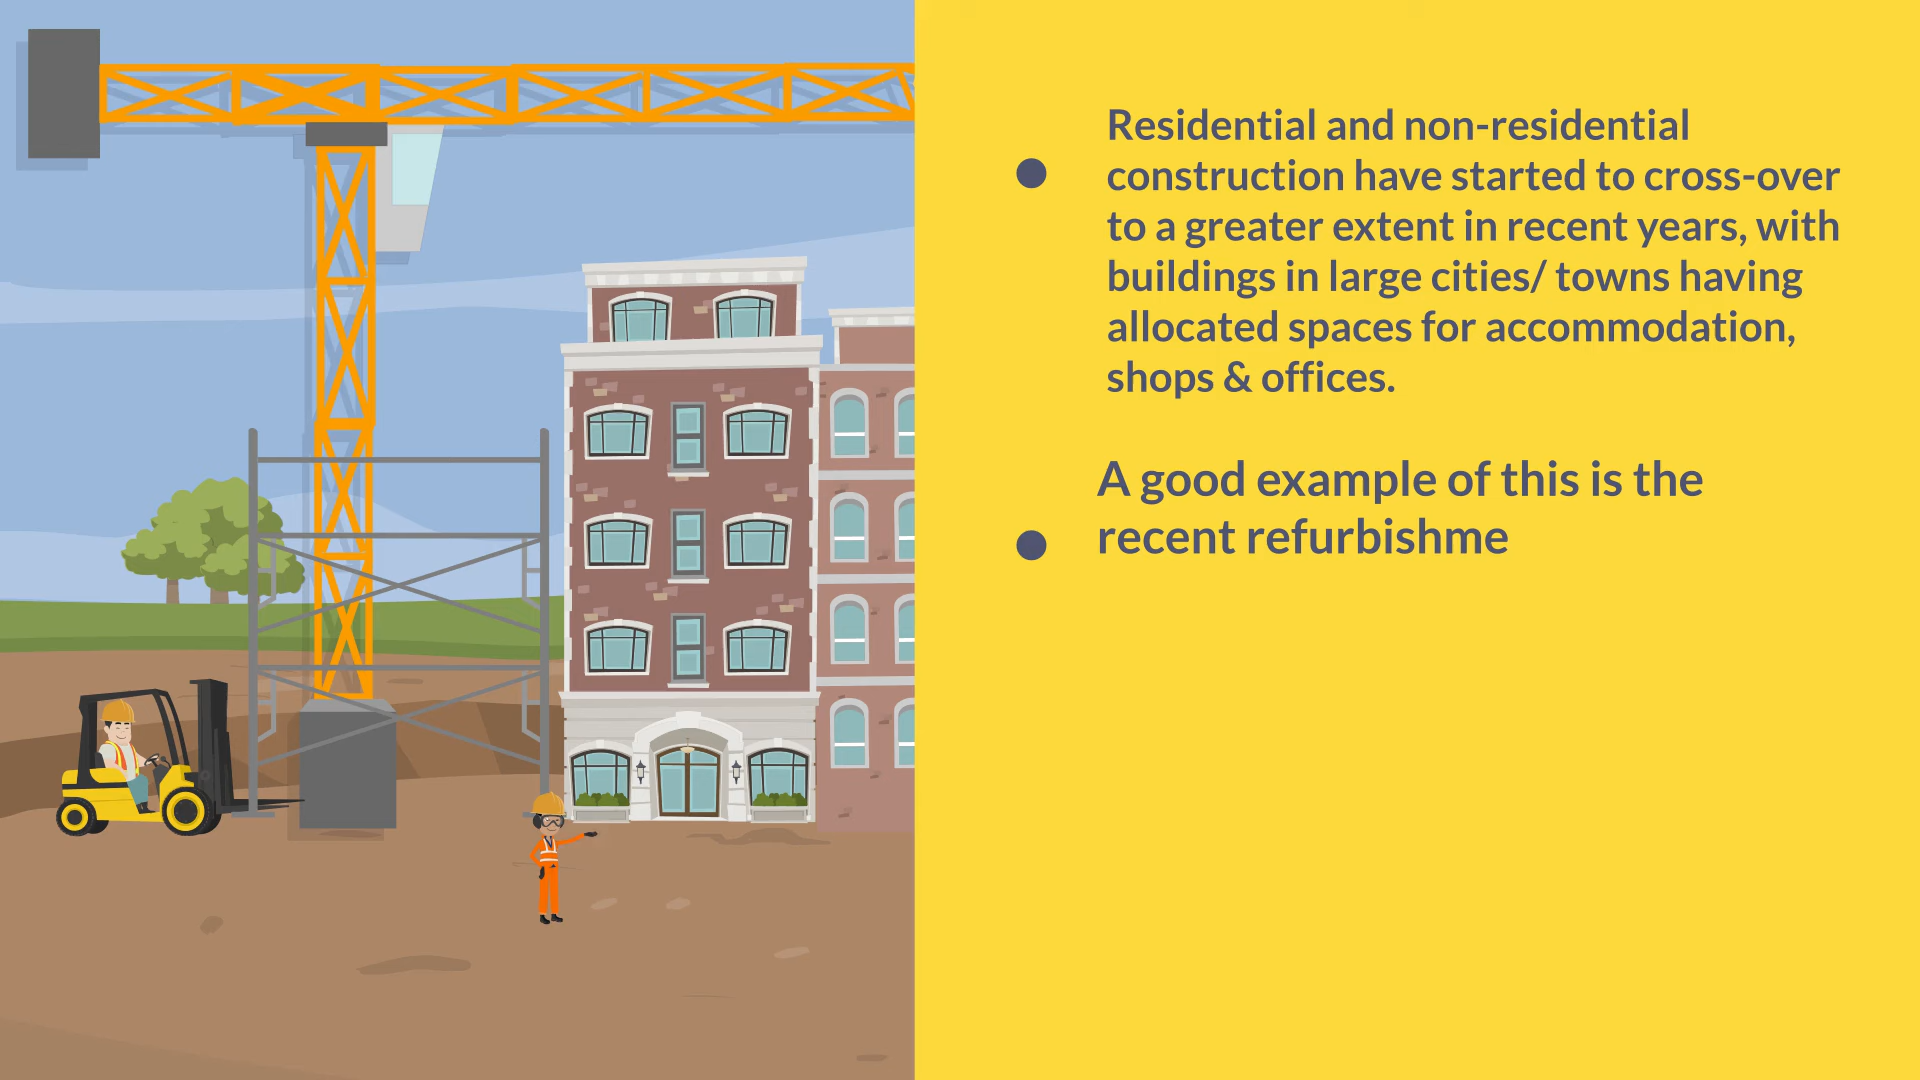 Residential and non-residential
construction have started to cross-over
to a greater extent in recent years, with
buildings in large cities/ towns having
allocated spaces for accommodation,
shops & offices.
A good example of this is the
recent refurbishme